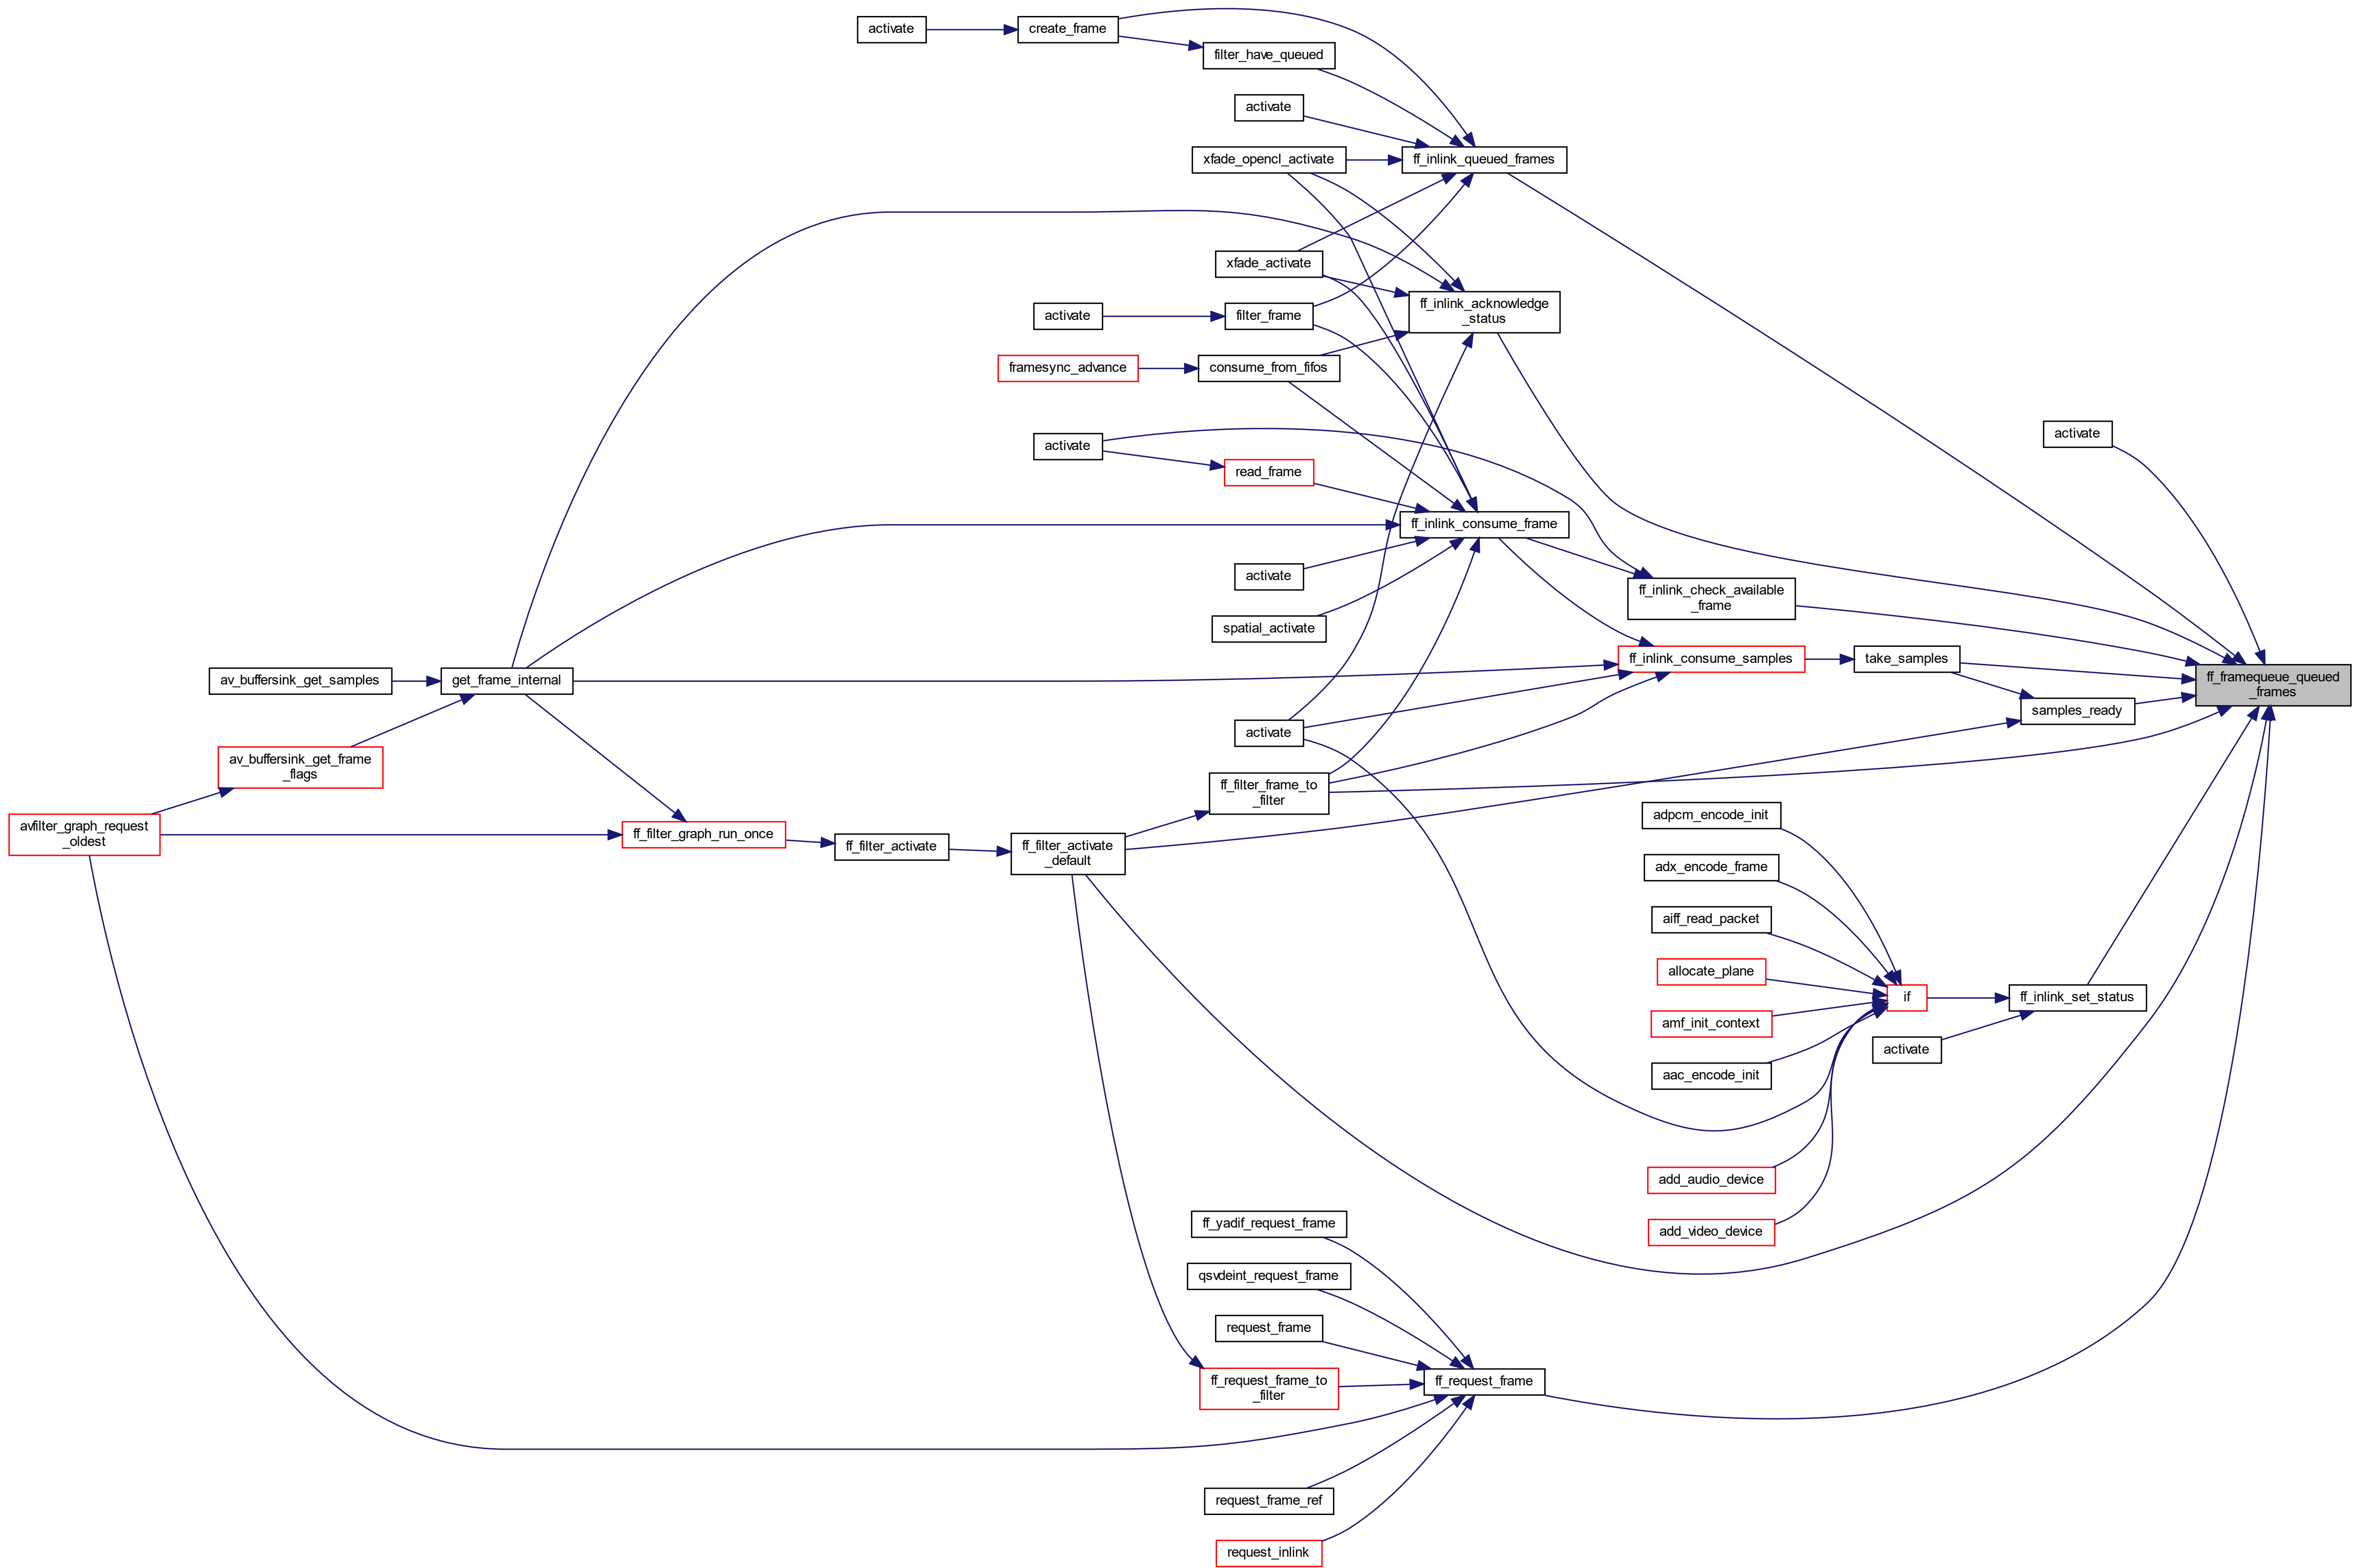 activate
create_frame
filter_have_queued
activate
xfade_opencl_activate
ff_inlink_queued_frames
xfade_activate
activate
filter_frame
ff_inlink_acknowledge
_status
framesync_advance
consume_from_fifos
activate
activate
read_frame
ff_inlink_consume_frame
activate
ff_inlink_check_available
_frame
spatial_activate
av_buffersink_get_samples
get_frame_internal
ff_inlink_consume_samples
take_samples
ff_framequeue_queued
_frames
samples_ready
activate
av_buffersink_get_frame
_flags
ff_filter_frame_to
_filter
avfilter_graph_request
_oldest
ff_filter_graph_run_once
ff_filter_activate
ff_filter_activate
_default
adpcm_encode_init
adx_encode_frame
aiff_read_packet
allocate_plane
if
ff_inlink_set_status
amf_init_context
activate
aac_encode_init
add_audio_device
add_video_device
ff_yadif_request_frame
qsvdeint_request_frame
request_frame
ff_request_frame_to
_filter
ff_request_frame
request_frame_ref
request_inlink